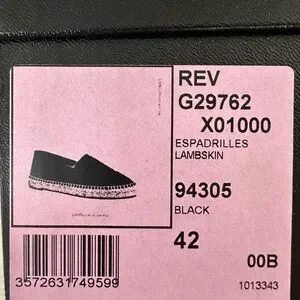 REV
G29762
X01000
ESPADRILLES
LAMBSKIN
94305
BLACK
42
00B
3572631749599
1013343